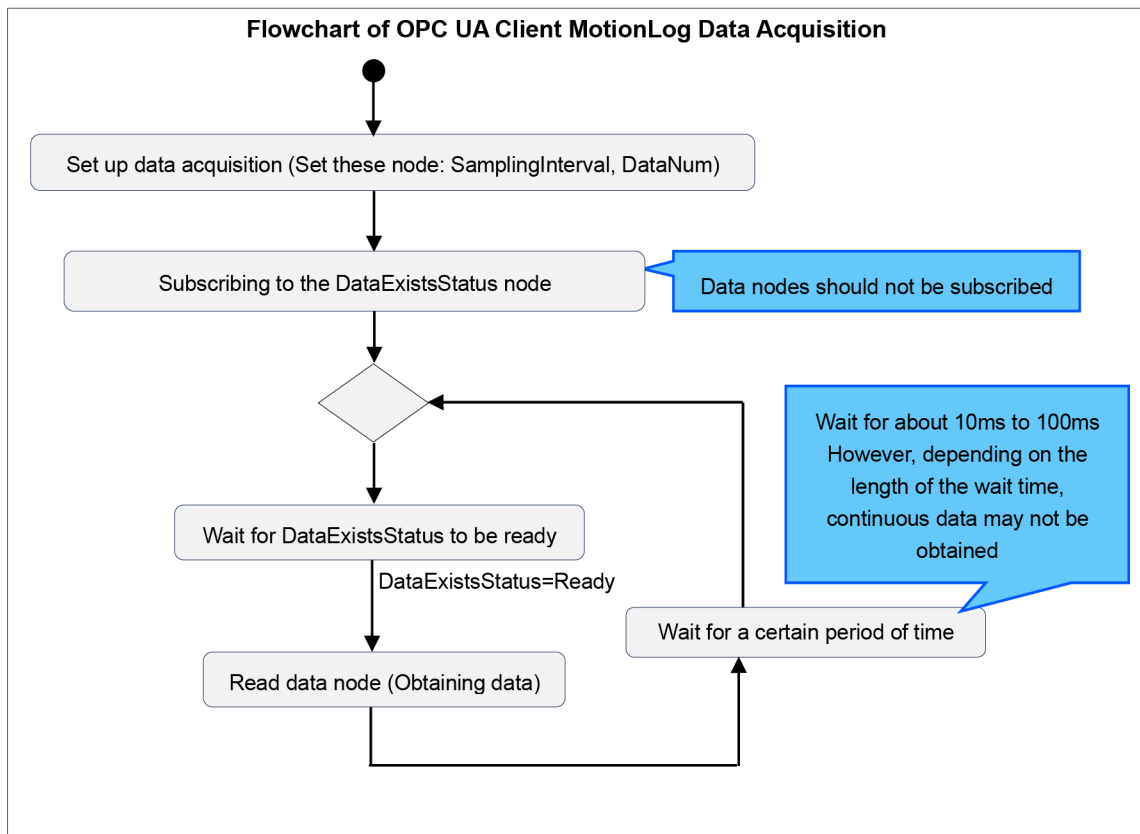 Flowchart of OPC UA Client MotionLog Data Acquisition
Set up data acquisition (Set these node: SamplingInterval, DataNum)
Subscribing to the DataExistsStatus node
Data nodes should not be subscribed
Wait for about 10ms to 100ms
However, depending on the
length of the wait time,
continuous data may not be
obtained
Wait for DataExistsStatus to be ready
DataExistsStatus=Ready
Wait for a certain period of time
Read data node (Obtaining data)